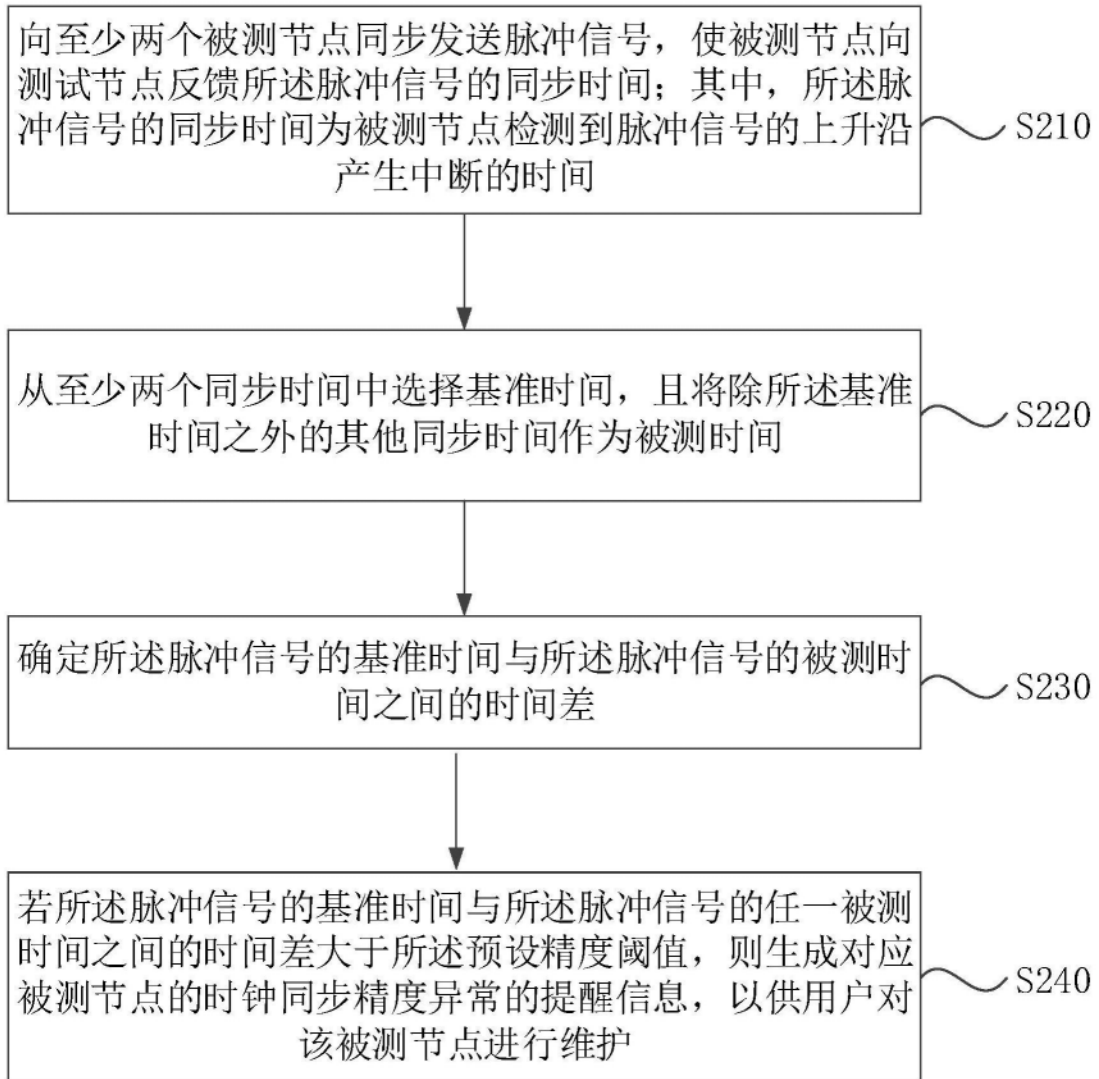 向至少两个被测节点同步发送脉冲信号，使被测节点向
测试节点反馈所述脉冲信号的同步时间；其中，所述脉
冲信号的同步时间为被测节点检测到脉冲信号的上升沿
产生中断的时间
S210
从至少两个同步时间中选择基准时间，且将除所述基准
时间之外的其他同步时间作为被测时间
S220
确定所述脉冲信号的基准时间与所述脉冲信号的被测时
间之间的时间差
S230
若所述脉冲信号的基准时间与所述脉冲信号的任一被测
时间之间的时间差大于所述预设精度阈值，则生成对应
被测节点的时钟同步精度异常的提醒信息，以供用户对
该被测节点进行维护
S240